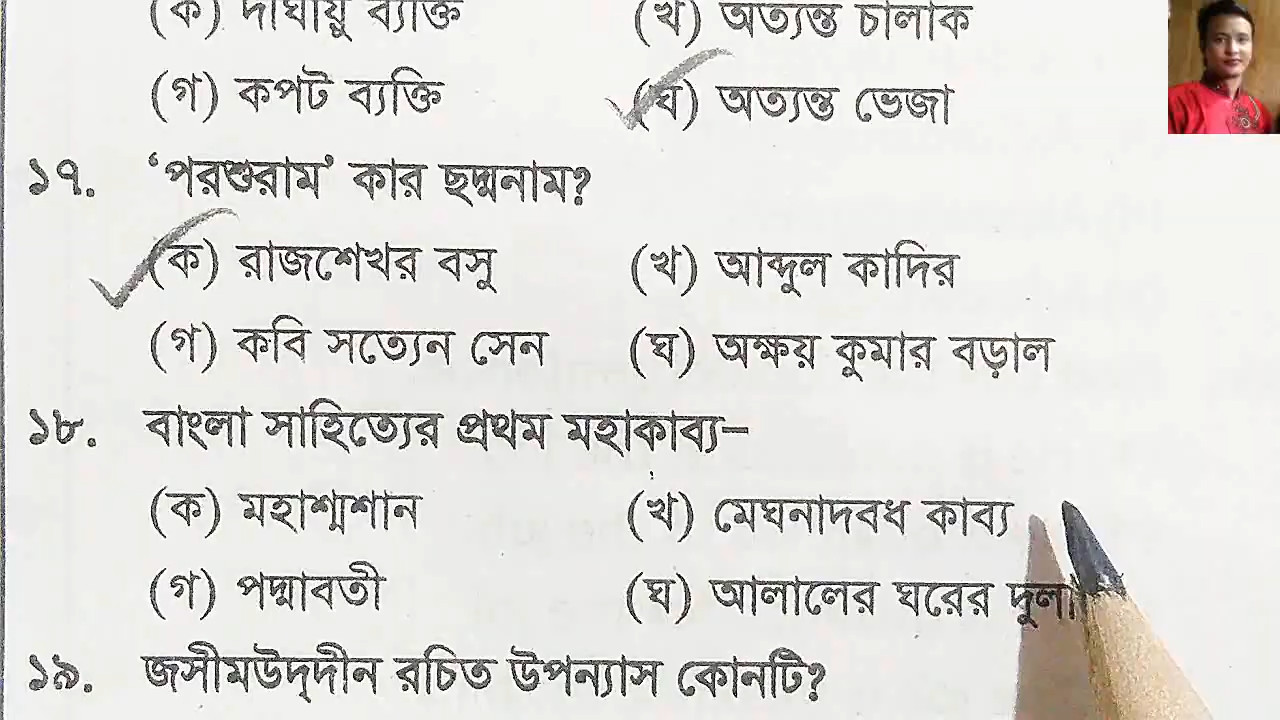 (ক) দীর্ঘায়ু ব্যক্তি (খ) অত্যন্ত চালাক
(গ) কপট ব্যক্তি (ঘ) অত্যন্ত ভেজা
১৭. ‘পরশুরাম’ কার ছদ্মনাম?
(ক) রাজশেখর বসু (খ) আব্দুল কাদির
(গ) কবি সত্যেন সেন (ঘ) অক্ষয় কুমার বড়াল
১৮. বাংলা সাহিত্যের প্রথম মহাকাব্য–
(ক) মহাশ্মশান (খ) মেঘনাদবধ কাব্য
(গ) পদ্মাবতী (ঘ) আলালের ঘরের
১৯. জসীমউদ্‌দীন রচিত উপন্যাস কোনটি?